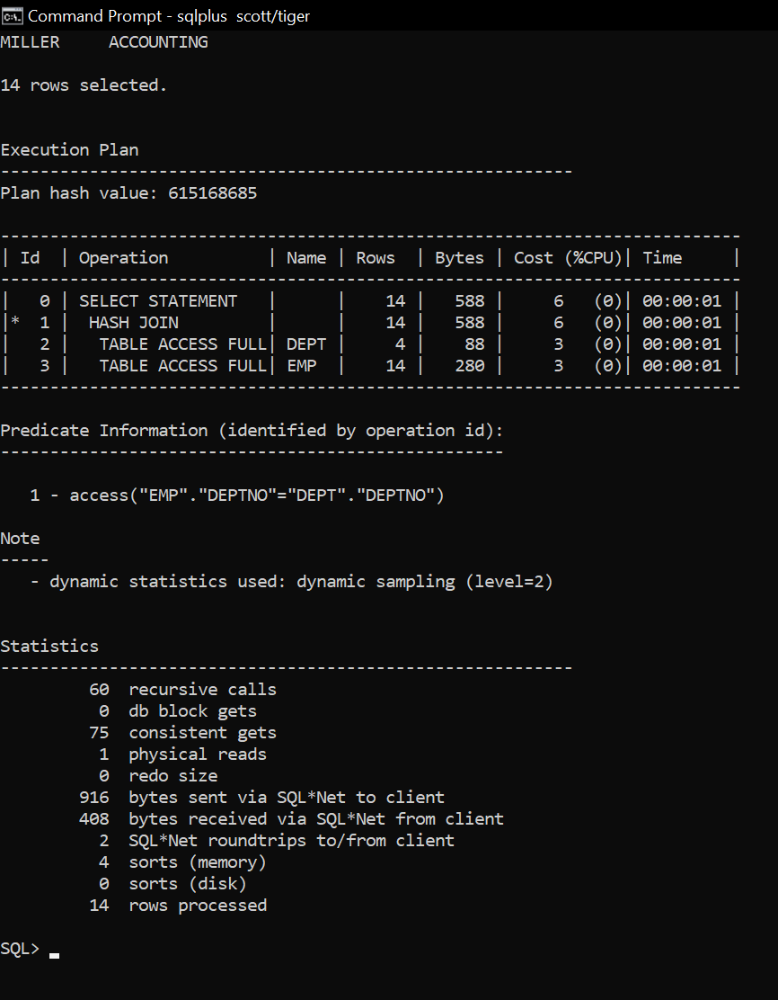 Command Prompt - sqlplus  scott/tiger
MILLER     ACCOUNTING
14 rows selected.
Execution Plan
----------------------------------------------------------
Plan hash value: 615168685
---------------------------------------------------------------------------
| Id  | Operation          | Name | Rows  | Bytes | Cost (%CPU)| Time     |
---------------------------------------------------------------------------
|   0 | SELECT STATEMENT   |      |    14 |   588 |     6   (0)| 00:00:01 |
|*  1 |  HASH JOIN         |      |    14 |   588 |     6   (0)| 00:00:01 |
|   2 |   TABLE ACCESS FULL| DEPT |     4 |    88 |     3   (0)| 00:00:01 |
|   3 |   TABLE ACCESS FULL| EMP  |    14 |   280 |     3   (0)| 00:00:01 |
---------------------------------------------------------------------------
Predicate Information (identified by operation id):
---------------------------------------------------
   1 - access("EMP"."DEPTNO"="DEPT"."DEPTNO")
Note
-----
   - dynamic statistics used: dynamic sampling (level=2)
Statistics
----------------------------------------------------------
         60  recursive calls
          0  db block gets
         75  consistent gets
          1  physical reads
          0  redo size
        916  bytes sent via SQL*Net to client
        408  bytes received via SQL*Net from client
          2  SQL*Net roundtrips to/from client
          4  sorts (memory)
          0  sorts (disk)
         14  rows processed
SQL>